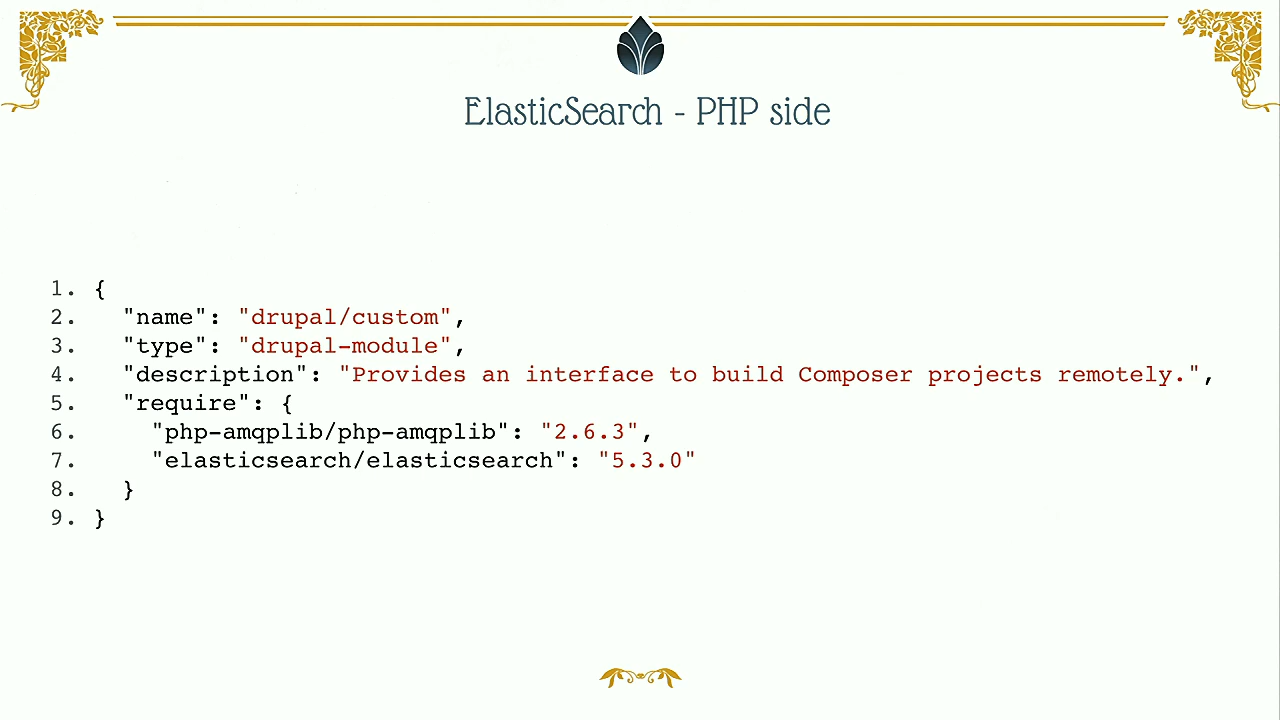 ElasticSearch - PHP side
1. {
2.   "name": "drupal/custom",
3.   "type": "drupal-module",
4.   "description": "Provides an interface to build Composer projects remotely.",
5.   "require": {
6.     "php-amqplib/php-amqplib": "2.6.3",
7.     "elasticsearch/elasticsearch": "5.3.0"
8.   }
9. }